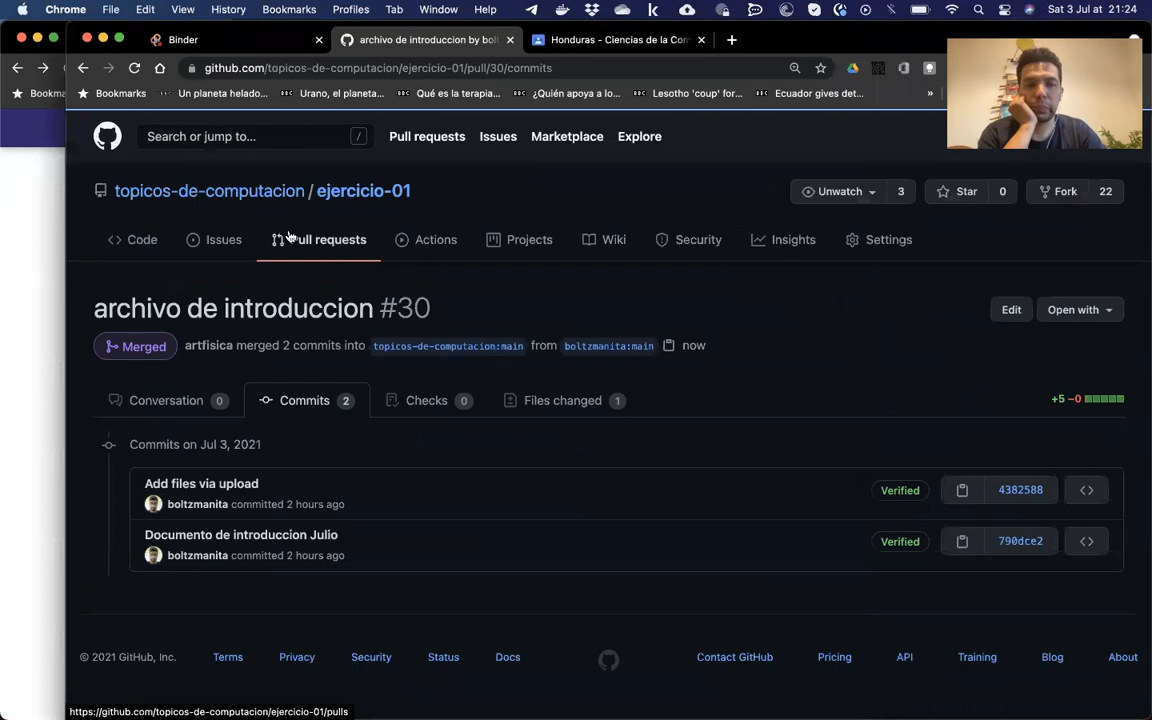 Chrome File Edit View History Bookmarks Profiles Tab Window Help Sat 3 Jul at 21:24
Binder archivo de introduccion by bol Honduras - Ciencias de la Com
github.com/topicos-de-computacion/ejercicio-01/pull/30/commits
Bookma Bookmarks Un planeta helado... BBC Urano, el planeta... BBC Qué es la terapia... BBC ¿Quién apoya a lo... BBC Lesotho 'coup' for... BBC Ecuador gives det... »
Search or jump to... / Pull requests Issues Marketplace Explore
topicos-de-computacion / ejercicio-01 Unwatch 3 Star 0 Fork 22
Code Issues Pull requests Actions Projects Wiki Security Insights Settings
archivo de introduccion #30 Edit Open with
Merged artfisica merged 2 commits into topicos-de-computacion:main from boltzmanita:main now
Conversation 0 Commits 2 Checks 0 Files changed 1 +5 −0
Commits on Jul 3, 2021
Add files via upload
boltzmanita committed 2 hours ago Verified 4382588
Documento de introduccion Julio
boltzmanita committed 2 hours ago Verified 790dce2
© 2021 GitHub, Inc. Terms Privacy Security Status Docs Contact GitHub Pricing API Training Blog About
https://github.com/topicos-de-computacion/ejercicio-01/pulls